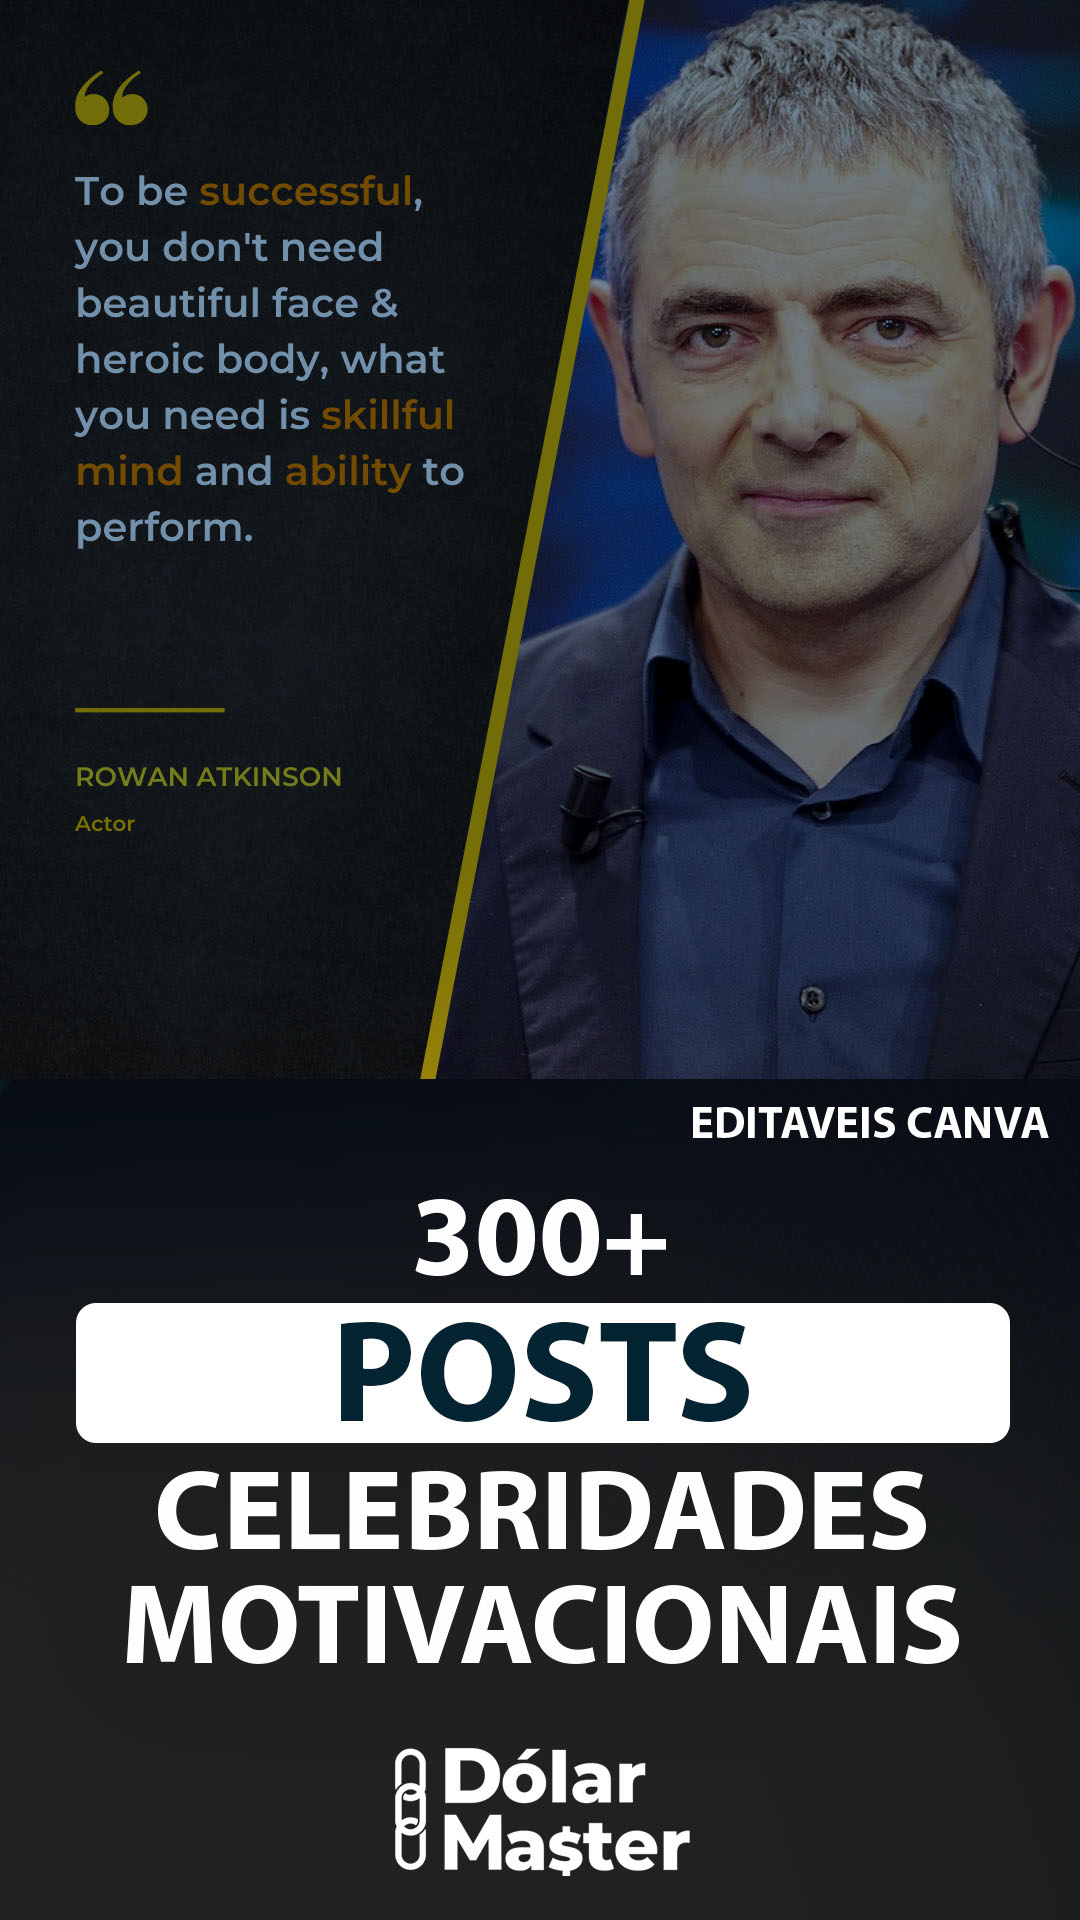 To be successful,
you don't need
beautiful face &
heroic body, what
you need is skillful
mind and ability to
perform.
ROWAN ATKINSON
Actor
EDITAVEIS CANVA
300+
POSTS
CELEBRIDADES
MOTIVACIONAIS
Dólar
Ma$ter